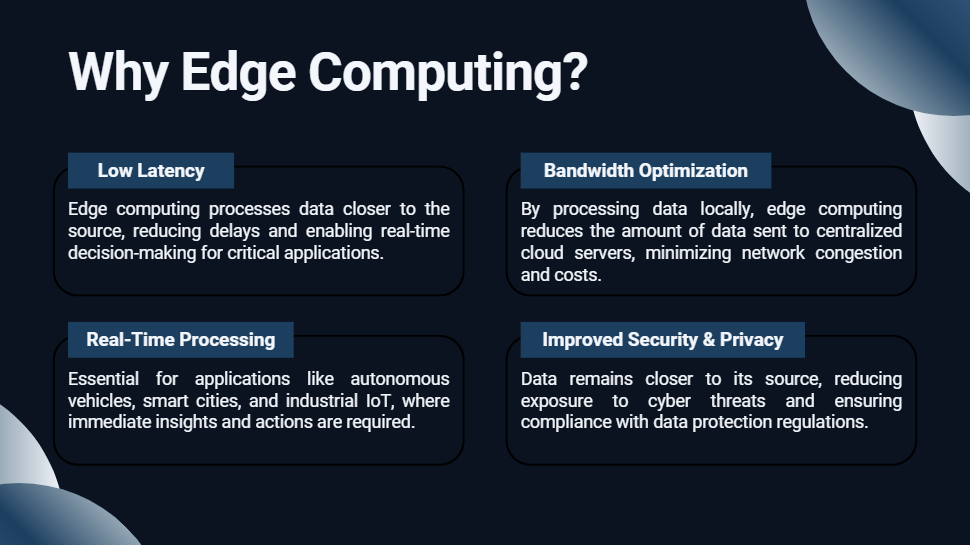 Why Edge Computing?
Low Latency
Edge computing processes data closer to the
source, reducing delays and enabling real-time
decision-making for critical applications.
Bandwidth Optimization
By processing data locally, edge computing
reduces the amount of data sent to centralized
cloud servers, minimizing network congestion
and costs.
Real-Time Processing
Essential for applications like autonomous
vehicles, smart cities, and industrial IoT, where
immediate insights and actions are required.
Improved Security & Privacy
Data remains closer to its source, reducing
exposure to cyber threats and ensuring
compliance with data protection regulations.